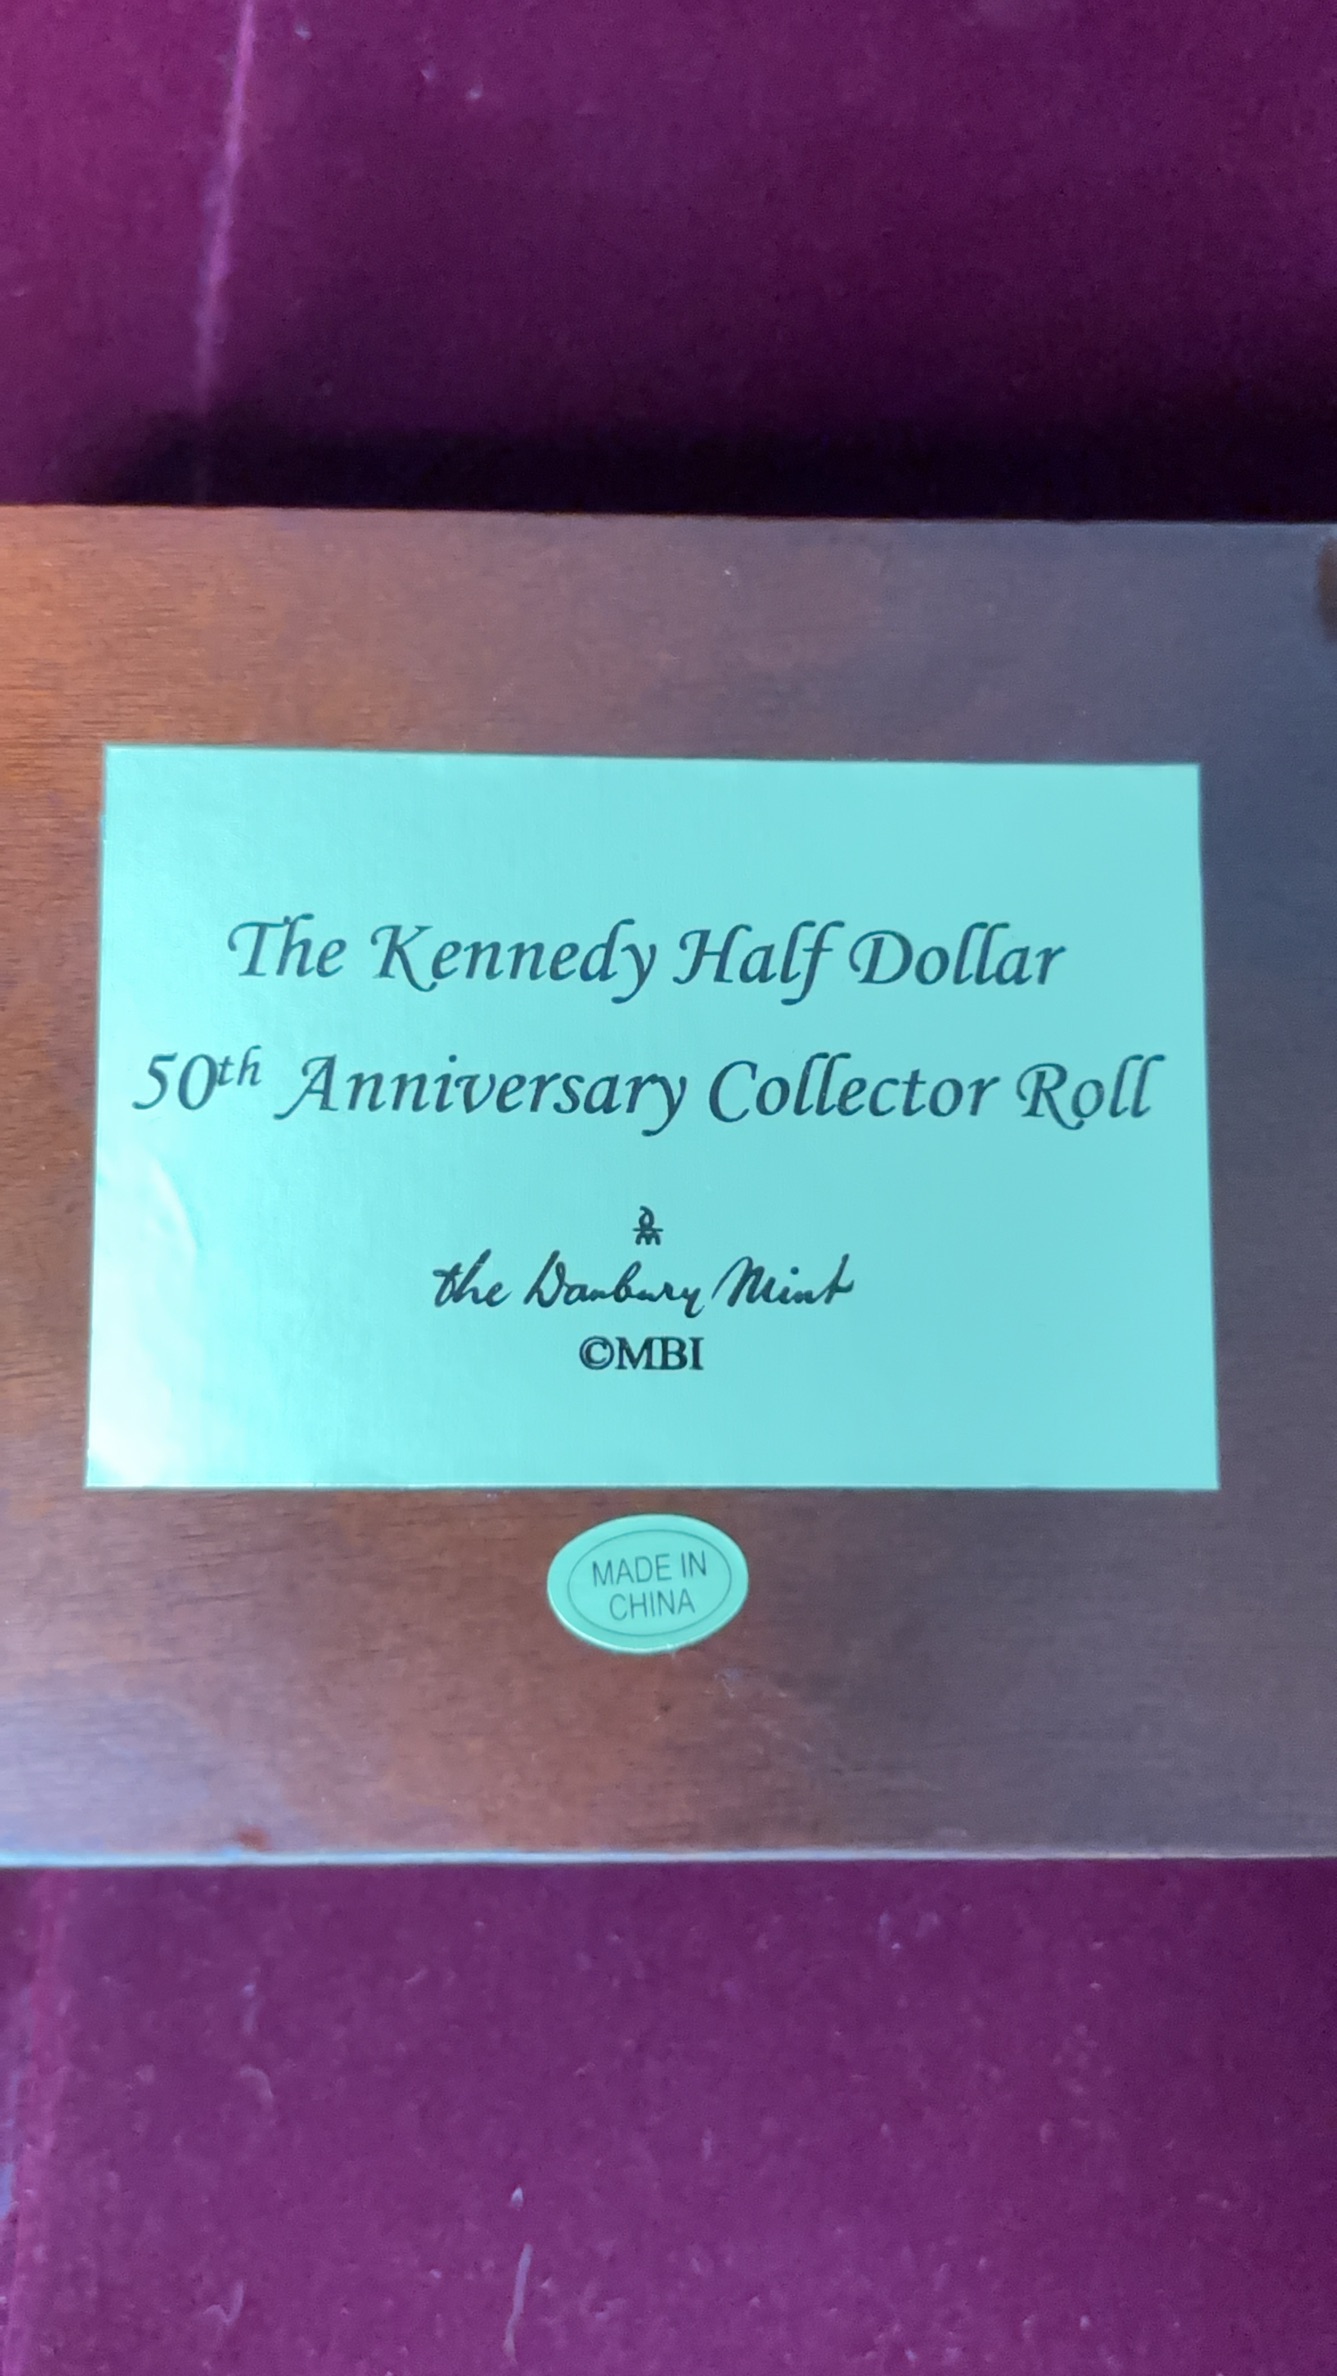 The Kennedy Half Dollar
50th Anniversary Collector Roll
the Danbury Mint
©MBI
MADE IN
CHINA